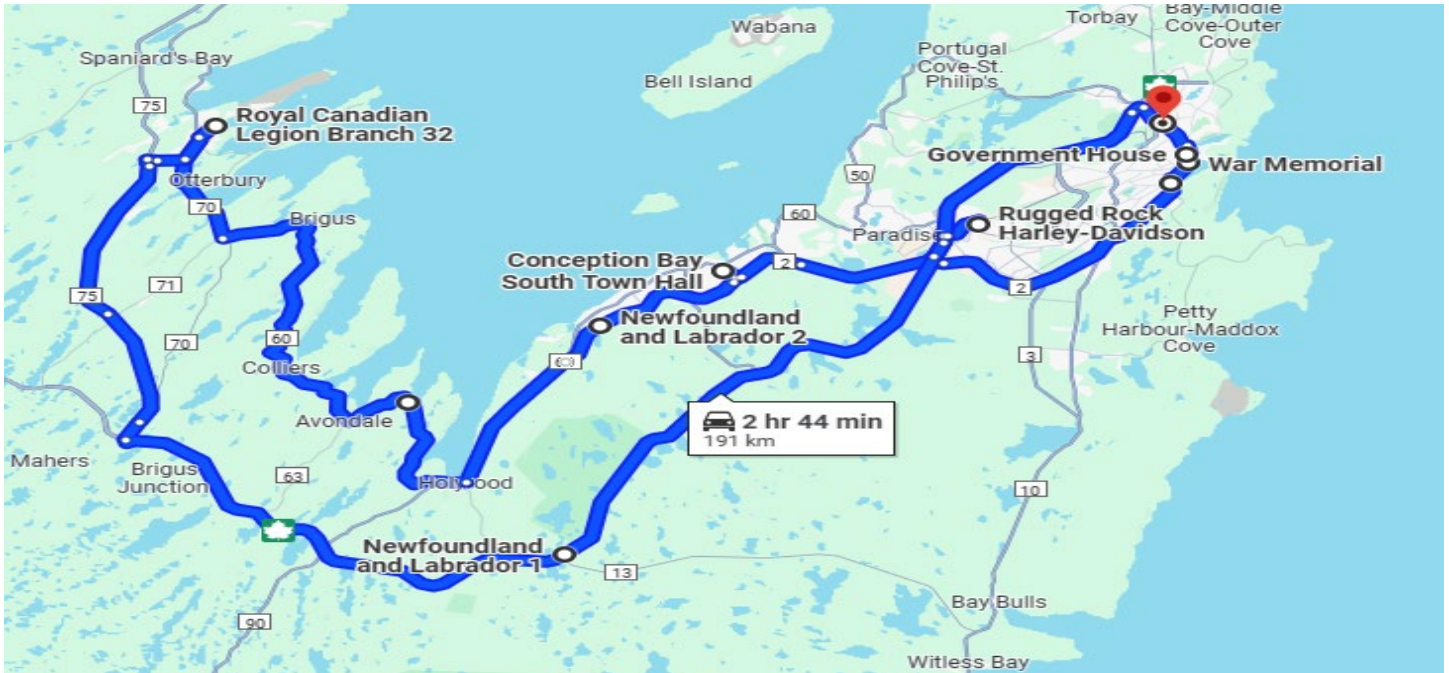 Torbay
Bay-Middle
Cove-Outer
Cove
Wabana
Spaniard's Bay
Portugal
Cove-St.
Philip's
Bell Island
75
Royal Canadian
Legion Branch 32
Government House
War Memorial
Otterbury
50
70
Brigus
60
Rugged Rock
Harley-Davidson
Paradise
Conception Bay
South Town Hall
2
71
75
2
Newfoundland
and Labrador 2
Petty
Harbour-Maddox
Cove
70
60
3
Colliers
2 hr 44 min
191 km
Avondale
Mahers
Brigus
Junction
63
Holyrood
10
Newfoundland
and Labrador 1
13
Bay Bulls
90
Witless Bay